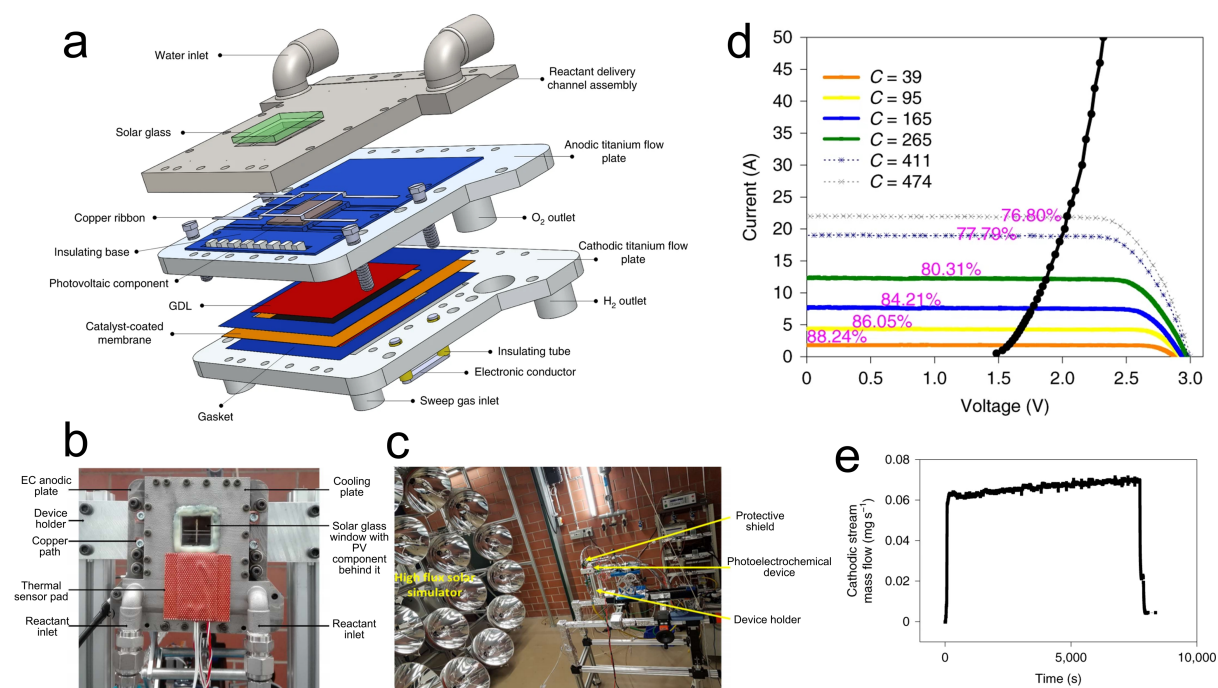 a
Water inlet
Reactant delivery
channel assembly
Solar glass
Anodic titanium flow
plate
Copper ribbon
O2 outlet
Insulating base
Cathodic titanium flow
plate
Photovoltaic component
GDL
H2 outlet
Catalyst-coated
membrane
Insulating tube
Electronic conductor
Gasket
Sweep gas inlet
b
EC anodic
plate
Device
holder
Copper
path
Thermal
sensor pad
Reactant
inlet
Cooling
plate
Solar glass
window with
PV
component
behind it
Reactant
inlet
c
High flux solar
simulator
Protective
shield
Photoelectrochemical
device
Device holder
d
Current (A)
50
45
40
35
30
25
20
15
10
5
0
C = 39
C = 95
C = 165
C = 265
C = 411
C = 474
76.80%
77.79%
80.31%
84.21%
86.05%
88.24%
0 0.5 1.0 1.5 2.0 2.5 3.0
Voltage (V)
e
Cathodic stream
mass flow (mg s⁻¹)
0.08
0.06
0.04
0.02
0
0 5,000 10,000
Time (s)